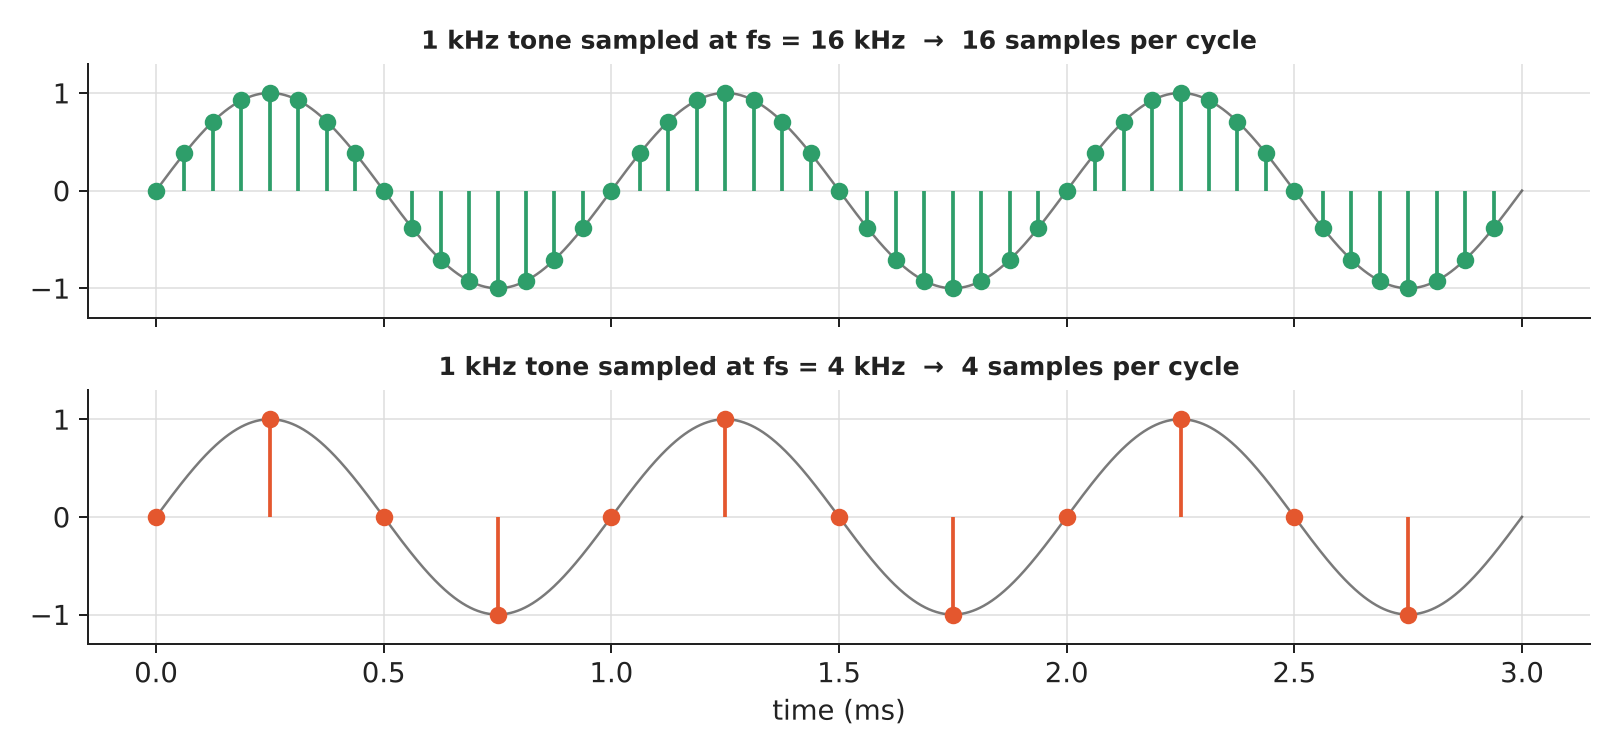 1 kHz tone sampled at fs = 16 kHz → 16 samples per cycle
1
0
−1
1 kHz tone sampled at fs = 4 kHz → 4 samples per cycle
1
0
−1
0.0 0.5 1.0 1.5 2.0 2.5 3.0
time (ms)